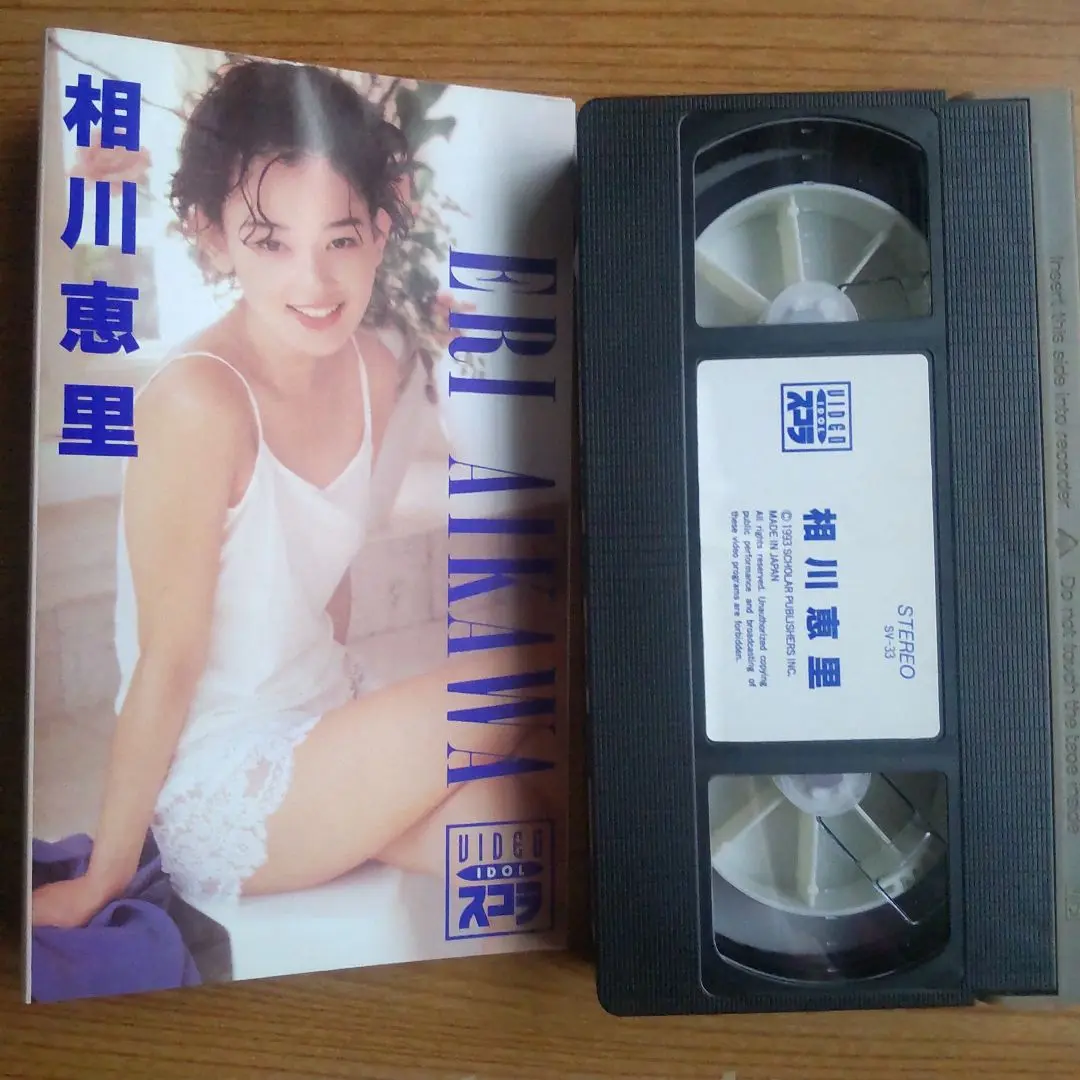 相川恵里
ERI AIKAWA
VIDEO
IDOL
スコラ
VIDEO
IDOL
スコラ
相川恵里
© 1993 SCHOLAR PUBLISHERS INC.
MADE IN JAPAN
All rights reserved. Unauthorized copying
public performance and broadcasting of
these video programs are forbidden.
STEREO
SV-33
Insert this side into recorder △ Do not touch the tape inside